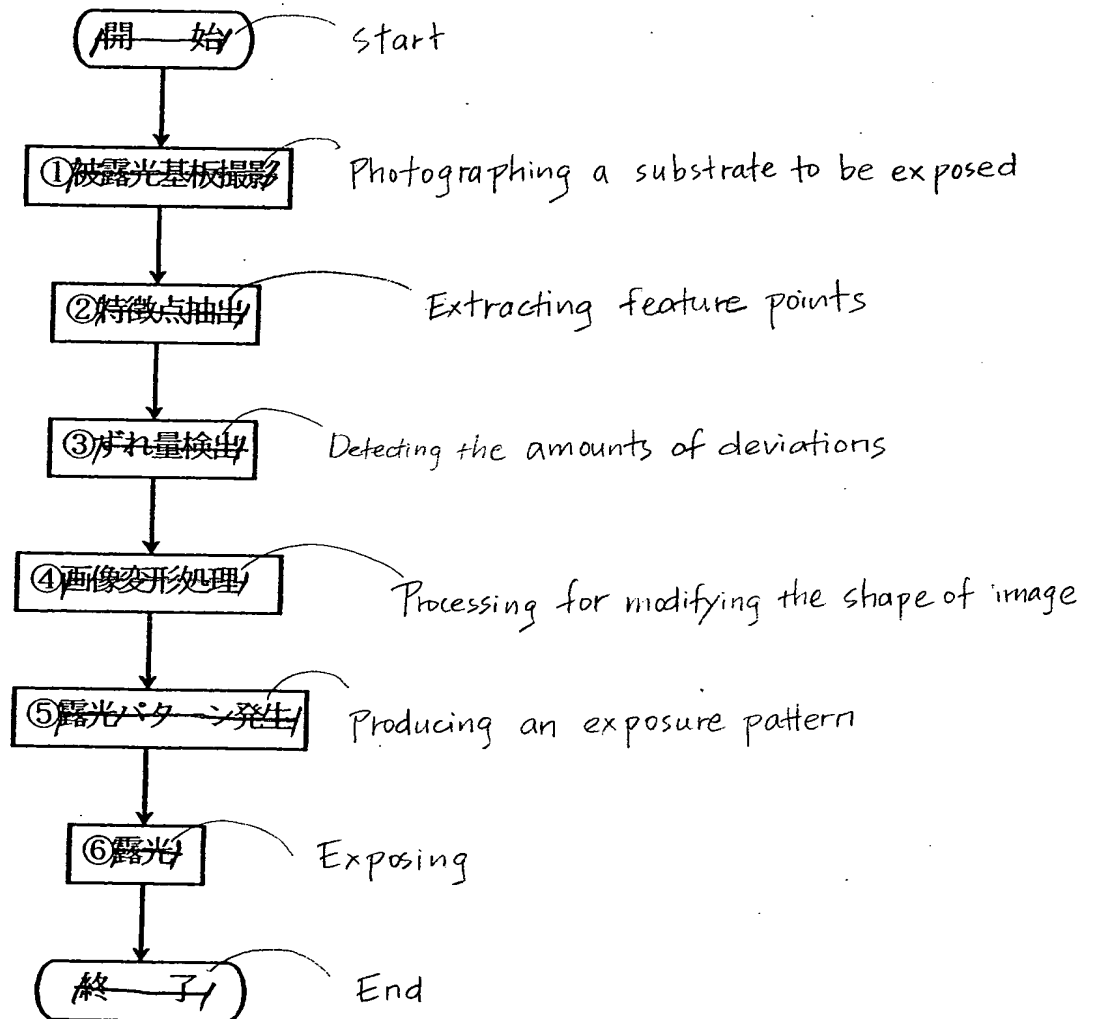 開 始 Start
①被露光基板撮影 Photographing a substrate to be exposed
②特徴点抽出 Extracting feature points
③ずれ量検出 Detecting the amounts of deviations
④画像変形処理 Processing for modifying the shape of image
⑤露光パターン発生 Producing an exposure pattern
⑥露光 Exposing
終 了 End